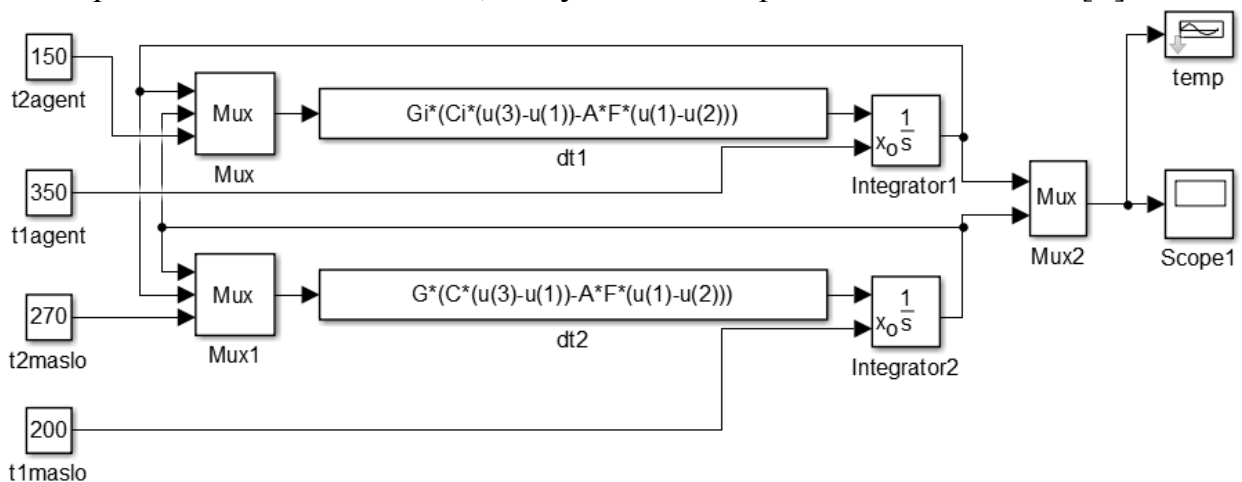 150
t2agent
350
t1agent
270
t2maslo
200
t1maslo
Mux
Mux
Gi*(Ci*(u(3)-u(1))-A*F*(u(1)-u(2)))
dt1
1
x₀ s
Integrator1
Mux
Mux1
G*(C*(u(3)-u(1))-A*F*(u(1)-u(2)))
dt2
1
x₀ s
Integrator2
Mux
Mux2
temp
Scope1